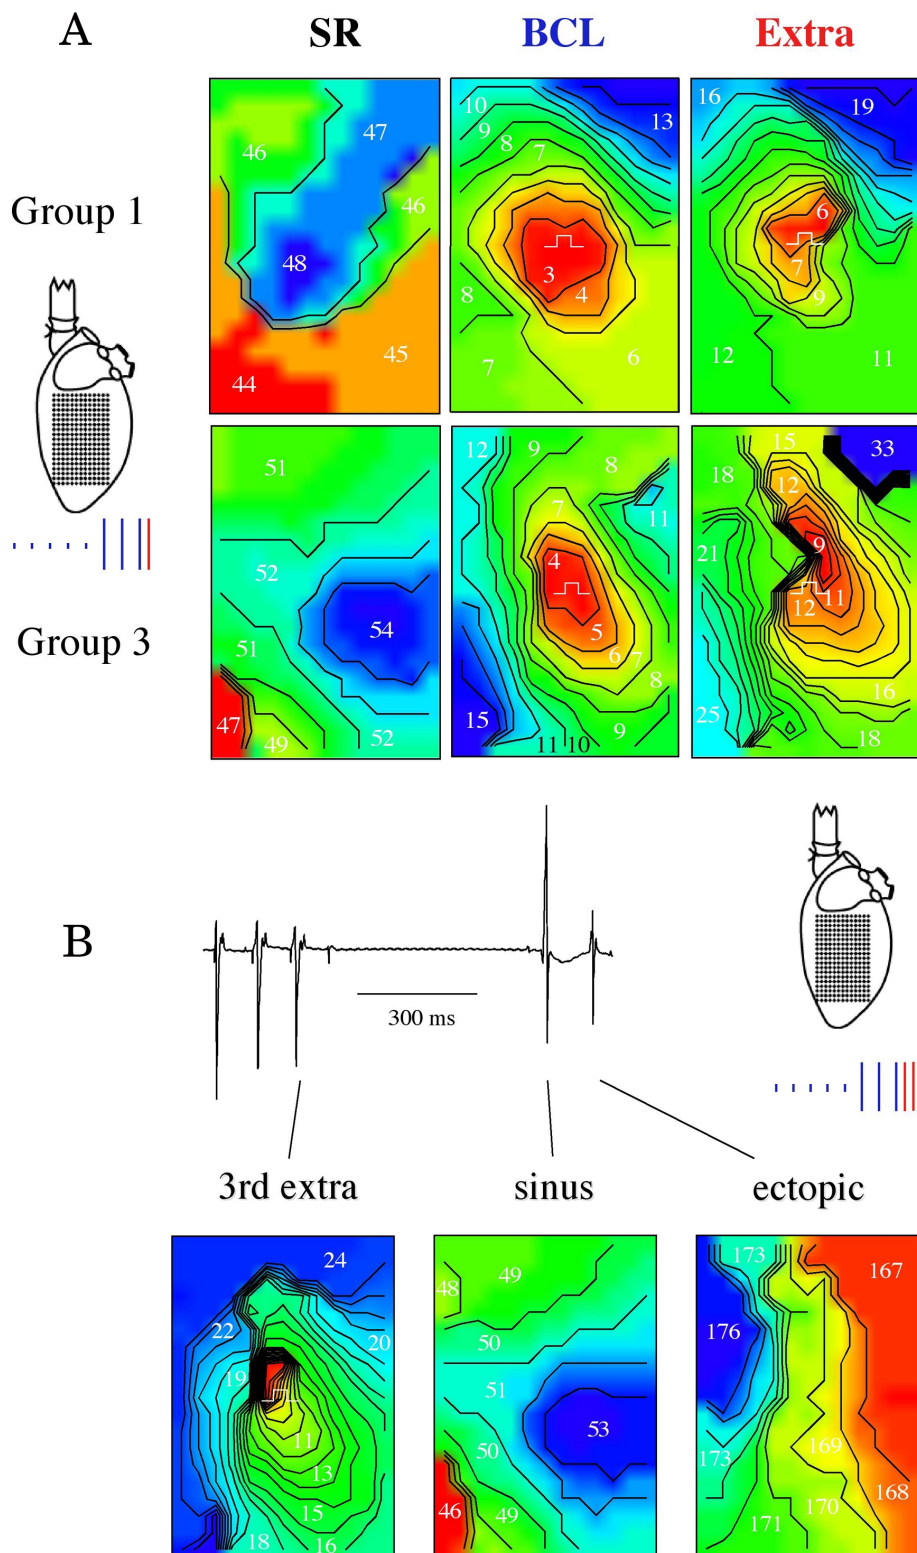 A
SR BCL Extra
Group 1
46 47 46 48 45 44
10 9 8 7 13 3 4 8 7 6
16 19 6 7 9 12 11
Group 3
51 52 54 51 47 49 52
12 9 8 7 11 4 5 6 7 8 15 9 11 10
15 33 18 12 9 21 12 11 16 25 18
B
300 ms
3rd extra sinus ectopic
24 22 20 19 11 13 15 18 16
48 49 50 51 53 50 46 49
173 167 176 169 173 168 170 171